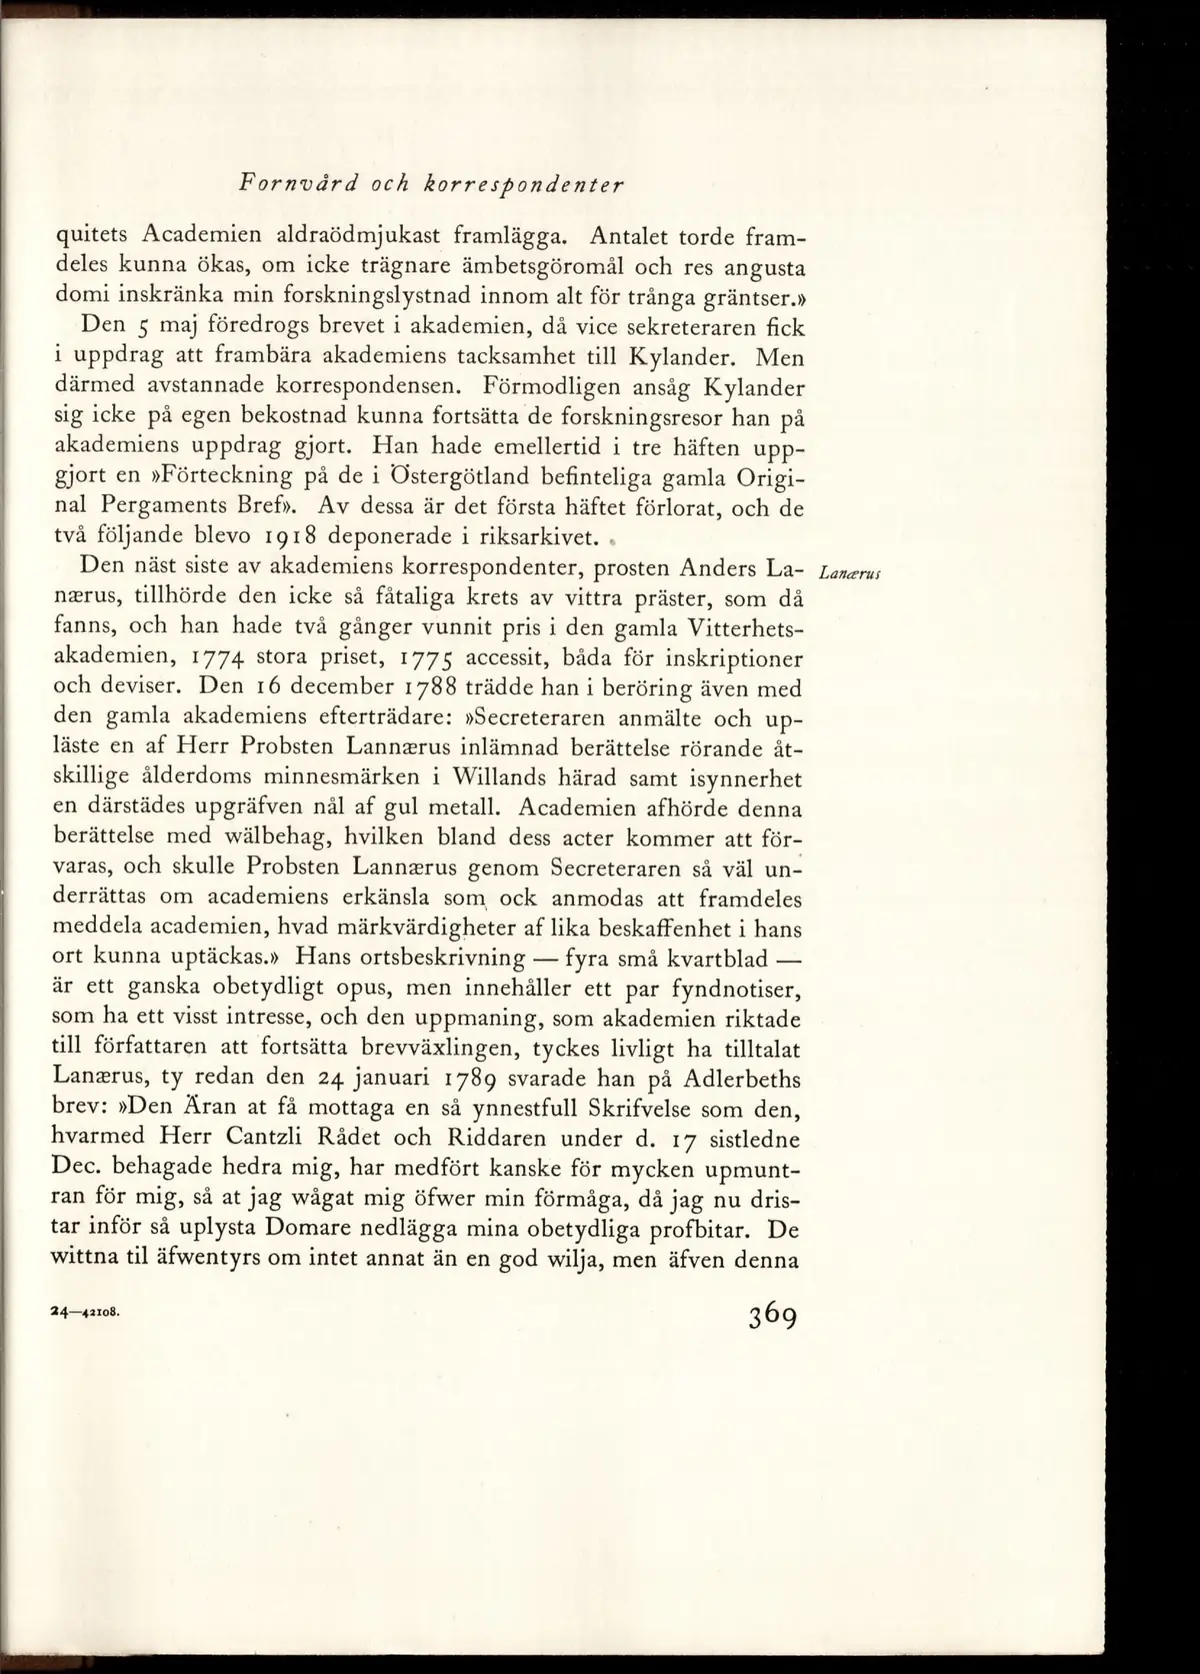 Fornvård och korrespondenter
quitets Academien aldraödmjukast framlägga. Antalet torde fram-
deles kunna ökas, om icke trägnare ämbetsgöromål och res angusta
domi inskränka min forskningslystnad innom alt för trånga gräntser.»
Den 5 maj föredrogs brevet i akademien, då vice sekreteraren fick
i uppdrag att frambära akademiens tacksamhet till Kylander. Men
därmed avstannade korrespondensen. Förmodligen ansåg Kylander
sig icke på egen bekostnad kunna fortsätta de forskningsresor han på
akademiens uppdrag gjort. Han hade emellertid i tre häften upp-
gjort en »Förteckning på de i Östergötland befinteliga gamla Origi-
nal Pergaments Bref». Av dessa är det första häftet förlorat, och de
två följande blevo 1918 deponerade i riksarkivet.
Den näst siste av akademiens korrespondenter, prosten Anders La- Lanærus
nærus, tillhörde den icke så fåtaliga krets av vittra präster, som då
fanns, och han hade två gånger vunnit pris i den gamla Vitterhets-
akademien, 1774 stora priset, 1775 accessit, båda för inskriptioner
och deviser. Den 16 december 1788 trädde han i beröring även med
den gamla akademiens efterträdare: »Secreteraren anmälte och up-
läste en af Herr Probsten Lannærus inlämnad berättelse rörande åt-
skillige ålderdoms minnesmärken i Willands härad samt isynnerhet
en därstädes upgräfven nål af gul metall. Academien afhörde denna
berättelse med wälbehag, hvilken bland dess acter kommer att för-
varas, och skulle Probsten Lannærus genom Secreteraren så väl un-
derrättas om academiens erkänsla som ock anmodas att framdeles
meddela academien, hvad märkvärdigheter af lika beskaffenhet i hans
ort kunna uptäckas.» Hans ortsbeskrivning — fyra små kvartblad —
är ett ganska obetydligt opus, men innehåller ett par fyndnotiser,
som ha ett visst intresse, och den uppmaning, som akademien riktade
till författaren att fortsätta brevväxlingen, tyckes livligt ha tilltalat
Lanærus, ty redan den 24 januari 1789 svarade han på Adlerbeths
brev: »Den Äran at få mottaga en så ynnestfull Skrifvelse som den,
hvarmed Herr Cantzli Rådet och Riddaren under d. 17 sistledne
Dec. behagade hedra mig, har medfört kanske för mycken upmunt-
ran för mig, så at jag wågat mig öfwer min förmåga, då jag nu dris-
tar inför så uplysta Domare nedlägga mina obetydliga profbitar. De
wittna til äfwentyrs om intet annat än en god wilja, men äfven denna
24—42108.
369